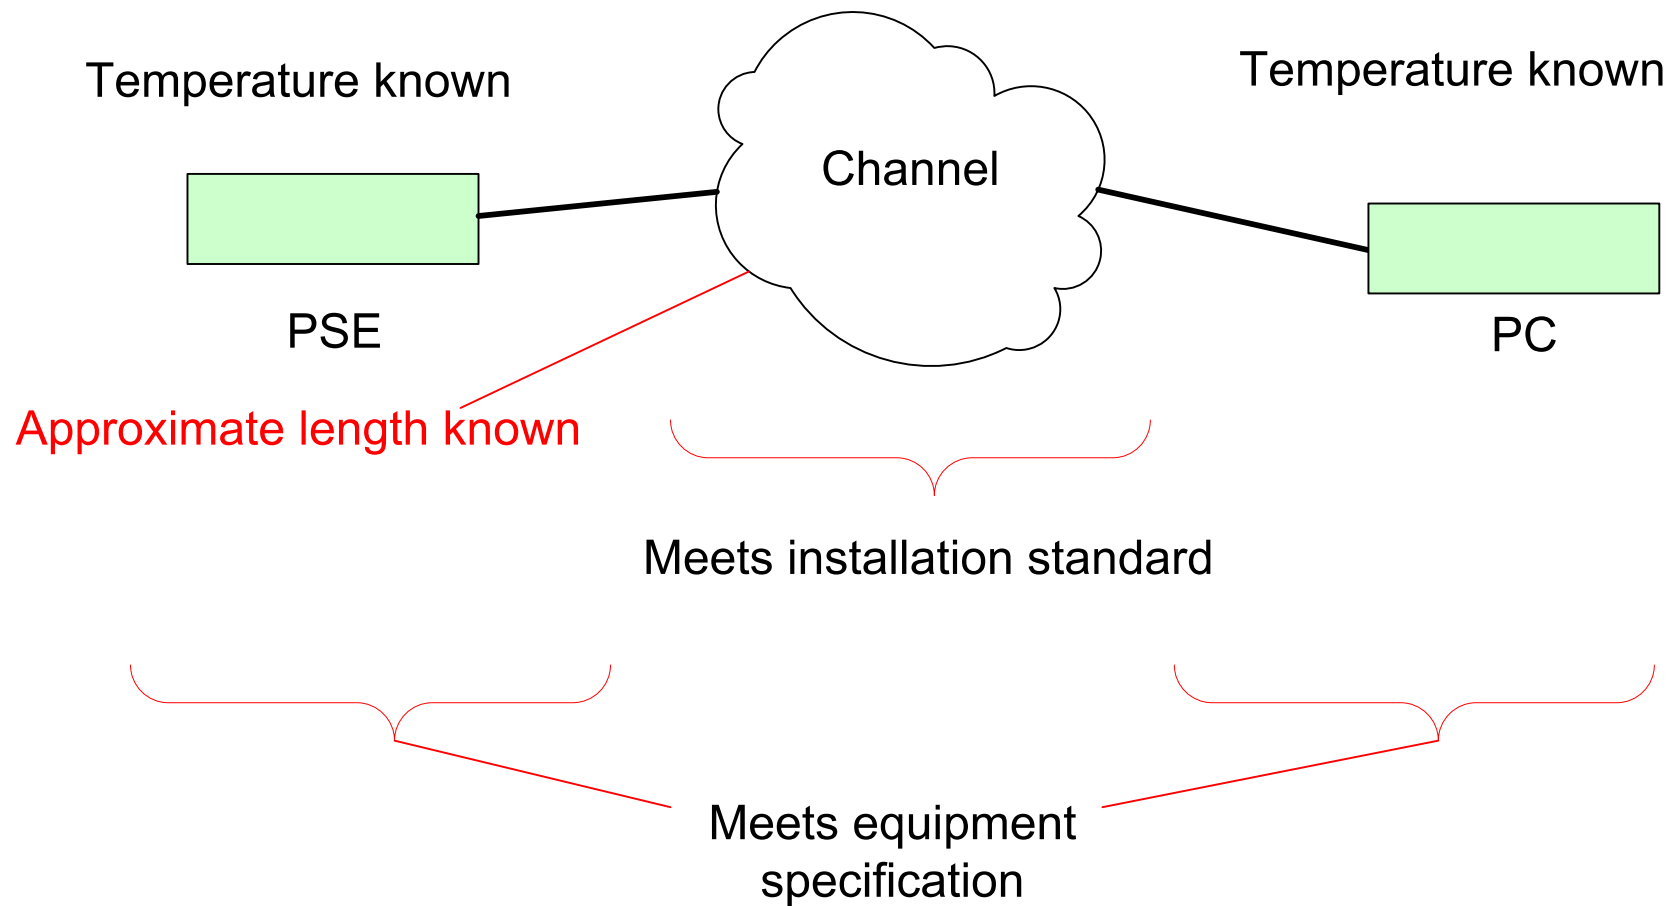 Temperature known
Temperature known
Channel
PSE
PC
Approximate length known
Meets installation standard
Meets equipment
specification